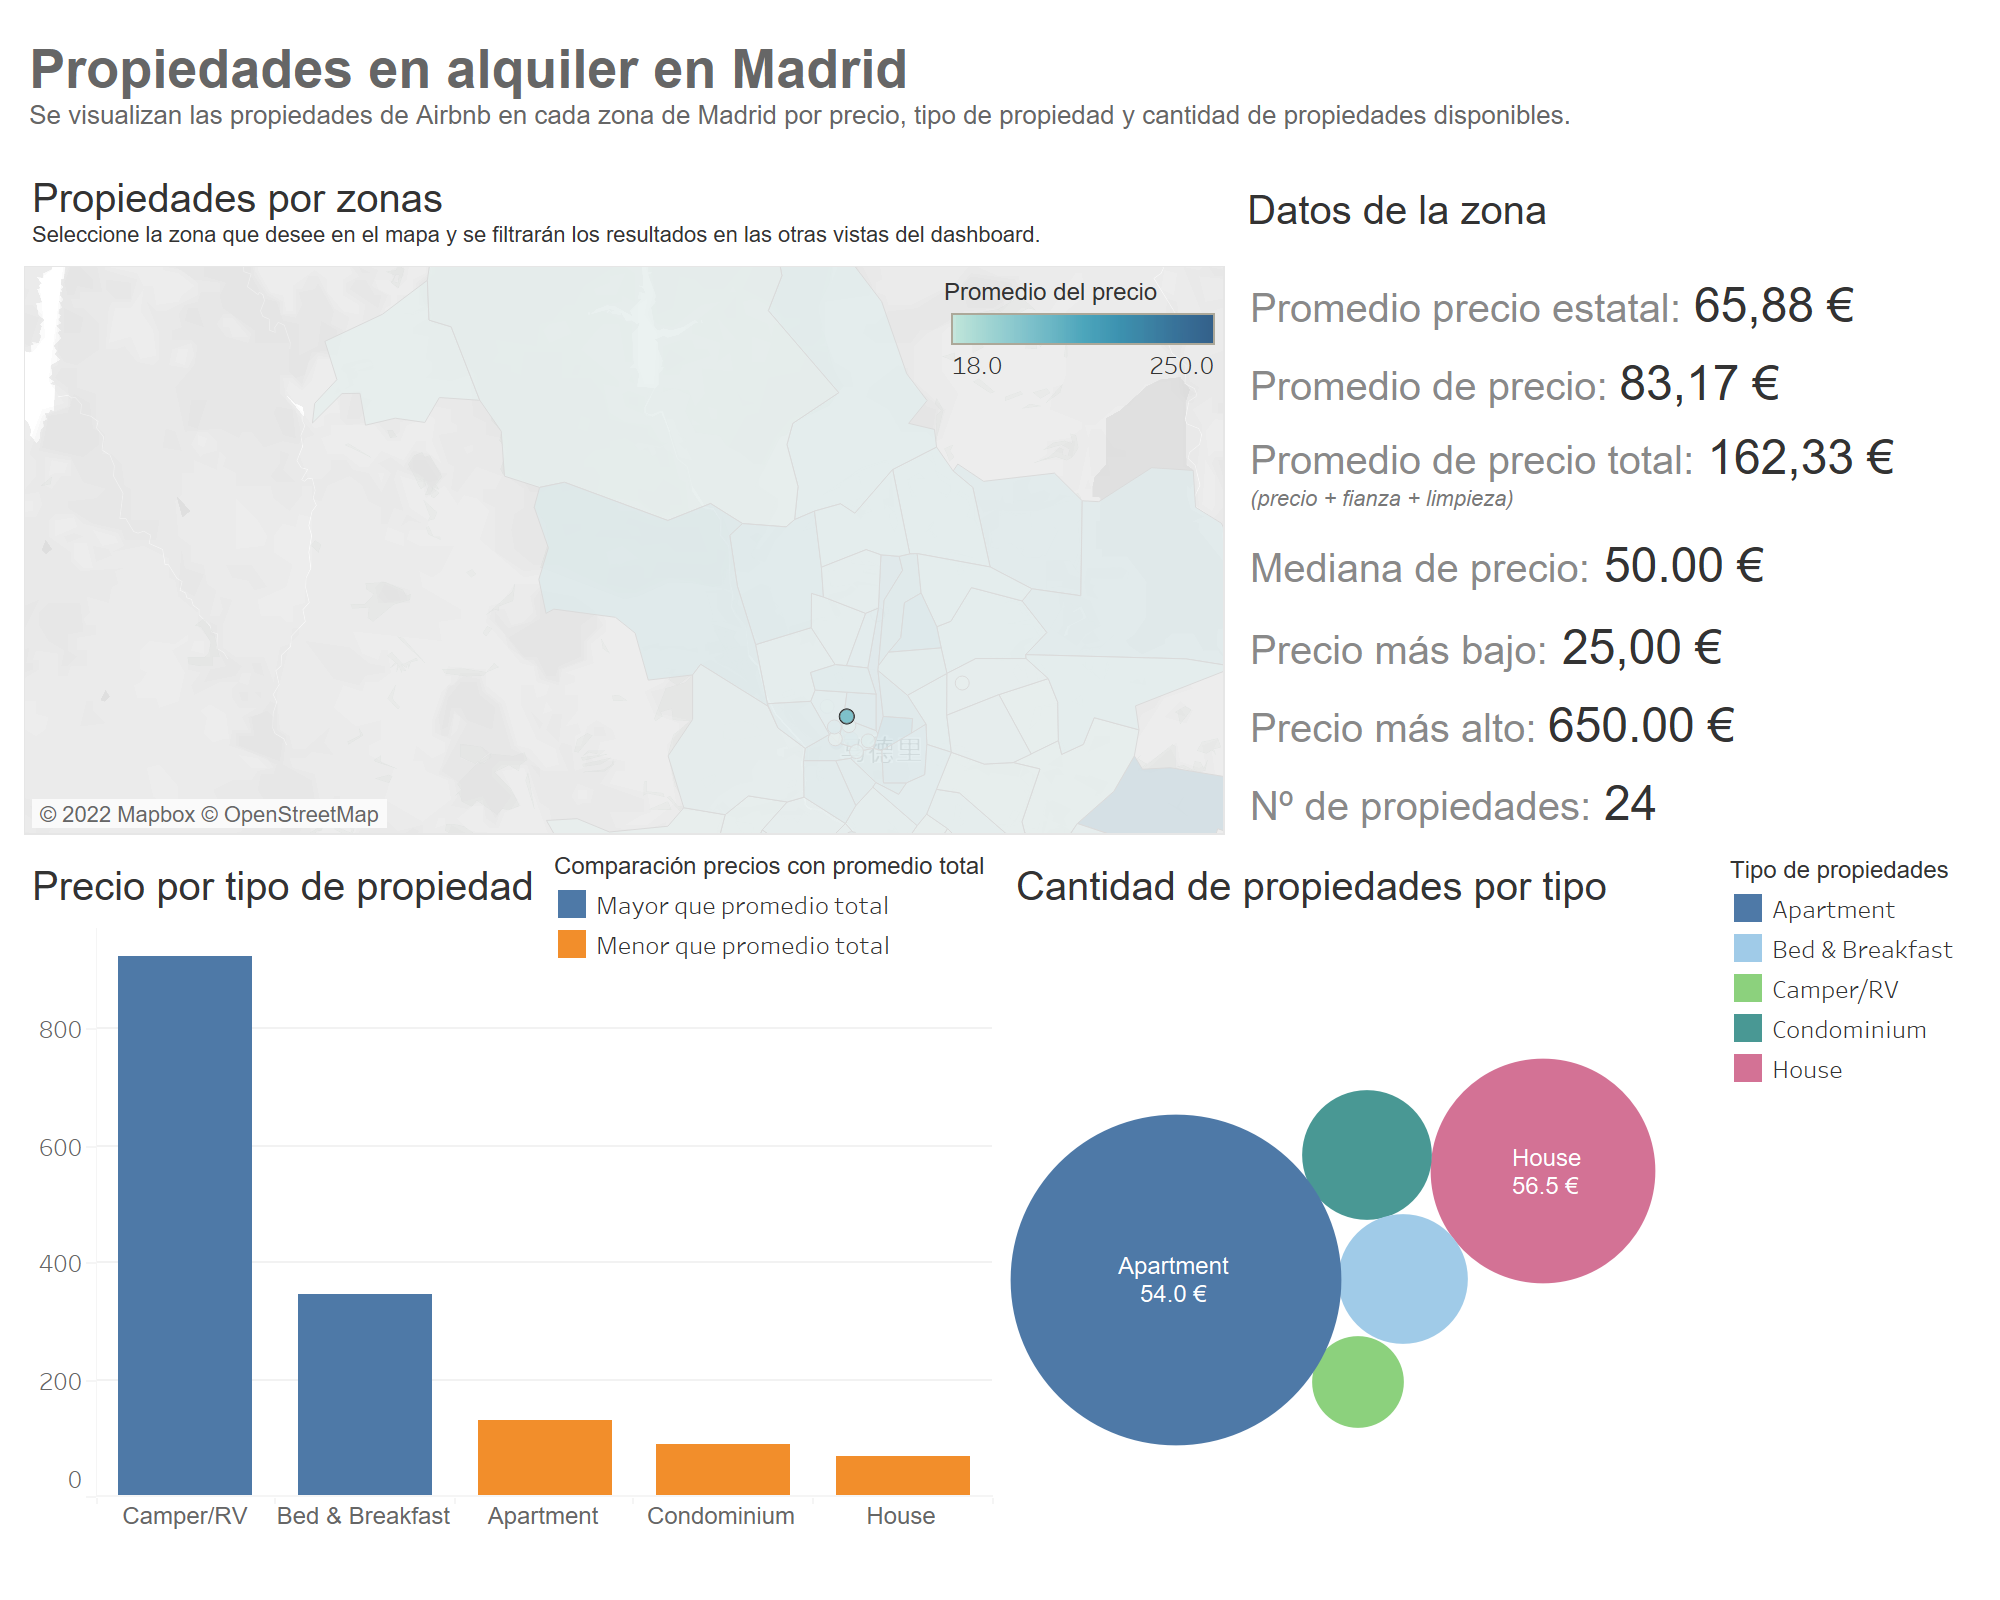 Propiedades en alquiler en Madrid
Se visualizan las propiedades de Airbnb en cada zona de Madrid por precio, tipo de propiedad y cantidad de propiedades disponibles.
Propiedades por zonas
Seleccione la zona que desee en el mapa y se filtrarán los resultados en las otras vistas del dashboard.
Promedio del precio
18.0 250.0
马德里
© 2022 Mapbox © OpenStreetMap
Datos de la zona
Promedio precio estatal: 65,88 €
Promedio de precio: 83,17 €
Promedio de precio total: 162,33 €
(precio + fianza + limpieza)
Mediana de precio: 50.00 €
Precio más bajo: 25,00 €
Precio más alto: 650.00 €
Nº de propiedades: 24
Precio por tipo de propiedad
Comparación precios con promedio total
Mayor que promedio total
Menor que promedio total
800
600
400
200
0
Camper/RV Bed & Breakfast Apartment Condominium House
Cantidad de propiedades por tipo
Tipo de propiedades
Apartment
Bed & Breakfast
Camper/RV
Condominium
House
House
56.5 €
Apartment
54.0 €